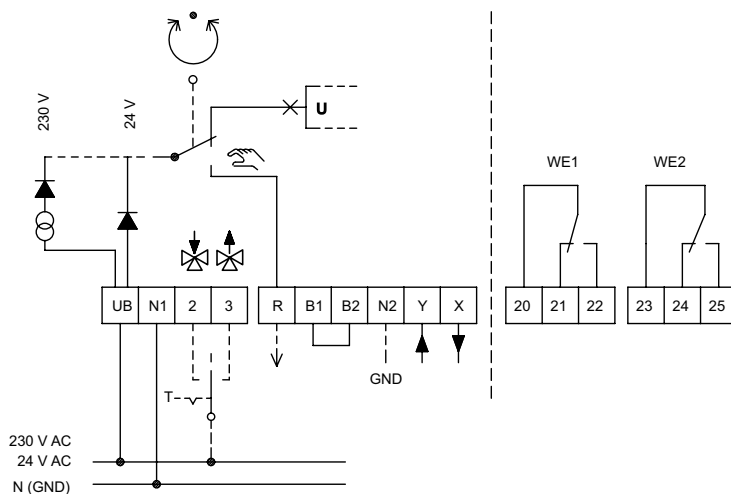 230 V
24 V
U
WE1
WE2
UB N1 2 3
R B1 B2 N2 Y X
20 21 22
23 24 25
GND
T
230 V AC
24 V AC
N (GND)